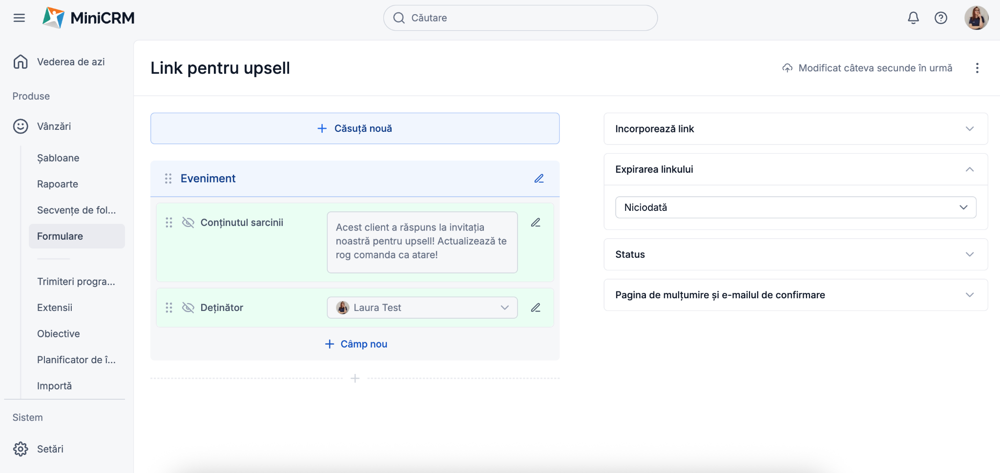 MiniCRM
Căutare
Vederea de azi
Produse
Vânzări
Șabloane
Rapoarte
Secvențe de fol...
Formulare
Trimiteri progra...
Extensii
Obiective
Planificator de î...
Importă
Sistem
Setări
Link pentru upsell
Modificat câteva secunde în urmă
Căsuță nouă
Eveniment
Conținutul sarcinii
Acest client a răspuns la invitația
noastră pentru upsell! Actualizează te
rog comanda ca atare!
Deținător
Laura Test
Câmp nou
Incorporează link
Expirarea linkului
Niciodată
Status
Pagina de mulțumire și e-mailul de confirmare